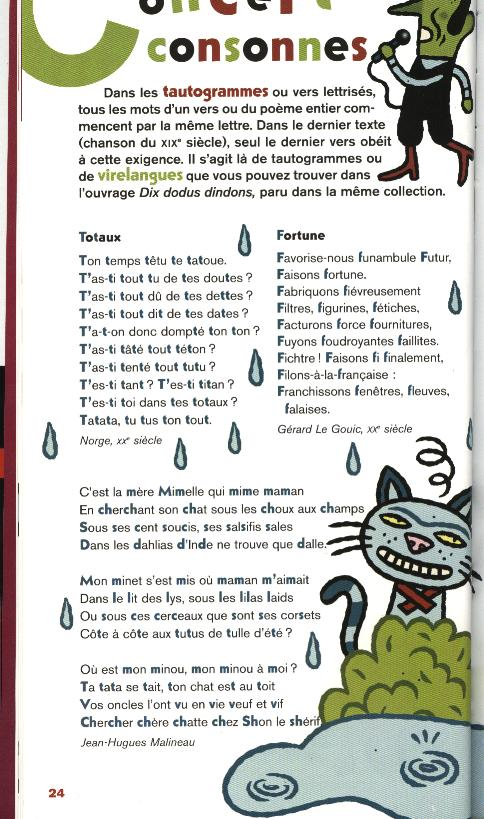 Concert
consonnes
Dans les tautogrammes ou vers lettrisés,
tous les mots d'un vers ou du poème entier com-
mencent par la même lettre. Dans le dernier texte
(chanson du XIXe siècle), seul le dernier vers obéit
à cette exigence. Il s'agit là de tautogrammes ou
de virelangues que vous pouvez trouver dans
l'ouvrage Dix dodus dindons, paru dans la même collection.
Totaux
Ton temps têtu te tatoue.
T'as-ti tout tu de tes doutes ?
T'as-ti tout dû de tes dettes ?
T'as-ti tout dit de tes dates ?
T'a-t-on donc dompté ton ton ?
T'as-ti tâté tout téton ?
T'as-ti tenté tout tutu ?
T'es-ti tant ? T'es-ti titan ?
T'es-ti toi dans tes totaux ?
Tatata, tu tus ton tout.
Norge, XXe siècle
Fortune
Favorise-nous funambule Futur,
Faisons fortune.
Fabriquons fiévreusement
Filtres, figurines, fétiches,
Facturons force fournitures,
Fuyons foudroyantes faillites.
Fichtre ! Faisons fi finalement,
Filons-à-la-française :
Franchissons fenêtres, fleuves,
falaises.
Gérard Le Gouic, XXe siècle
C'est la mère Mimelle qui mime maman
En cherchant son chat sous les choux aux champs
Sous ses cent soucis, ses salsifis sales
Dans les dahlias d'Inde ne trouve que dalle.
Mon minet s'est mis où maman m'aimait
Dans le lit des lys, sous les lilas laids
Ou sous ces cerceaux que sont ses corsets
Côte à côte aux tutus de tulle d'été ?
Où est mon minou, mon minou à moi ?
Ta tata se tait, ton chat est au toit
Vos oncles l'ont vu en vie veuf et vif
Chercher chère chatte chez Shon le shérif
Jean-Hugues Malineau
24